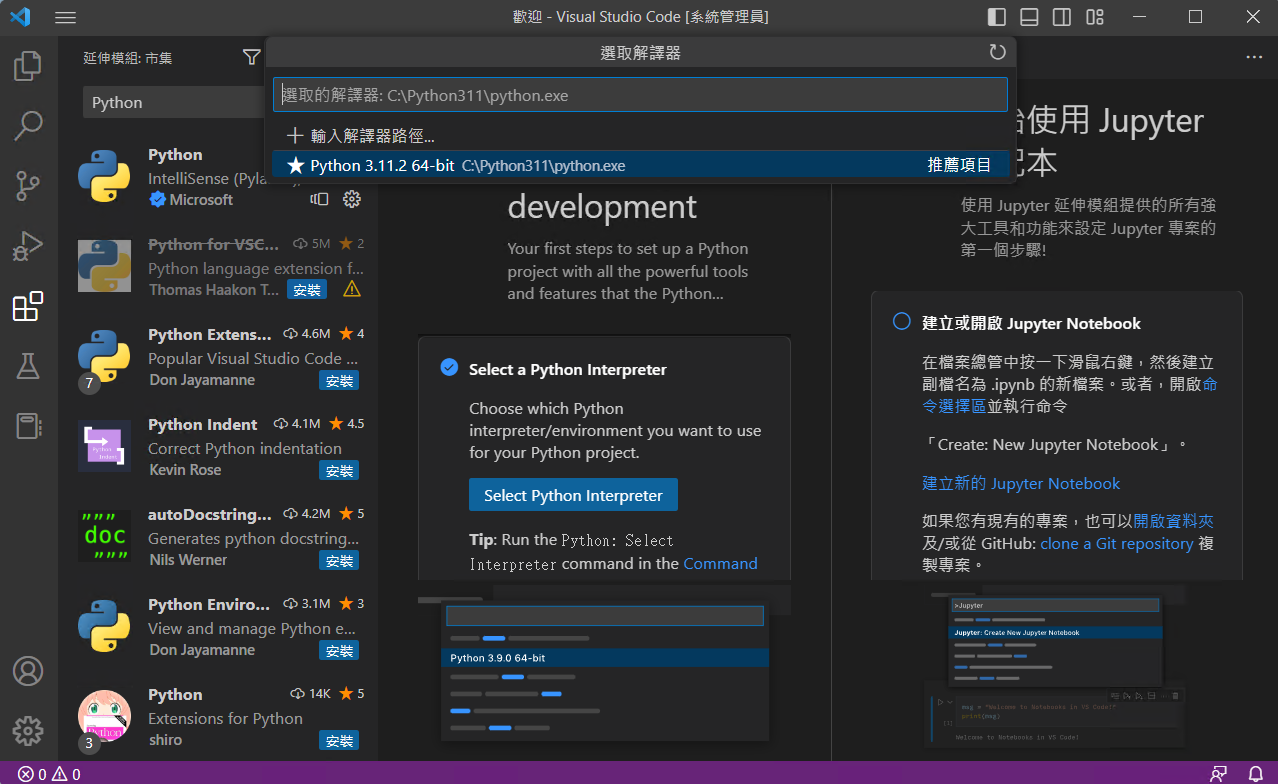 歡迎 - Visual Studio Code [系統管理員]
延伸模組: 市集
Python
選取解譯器
選取的解譯器: C:\Python311\python.exe
輸入解譯器路徑...
Python 3.11.2 64-bit C:\Python311\python.exe 推薦項目
Python
IntelliSense (Pyla
Microsoft
Python for VSC... 5M 2
Python language extension f...
Thomas Haakon T... 安裝
Python Extens... 4.6M 4
Popular Visual Studio Code ...
7
Don Jayamanne 安裝
Python Indent 4.1M 4.5
Correct Python indentation
Kevin Rose 安裝
autoDocstring... 4.2M 5
"""
doc
"""
Generates python docstring...
Nils Werner 安裝
Python Enviro... 3.1M 3
View and manage Python e...
Don Jayamanne 安裝
Python 14K 5
Extensions for Python
3
shiro 安裝
development
Your first steps to set up a Python
project with all the powerful tools
and features that the Python...
Select a Python Interpreter
Choose which Python
interpreter/environment you want to use
for your Python project.
Select Python Interpreter
Tip: Run the Python: Select
Interpreter command in the Command
Python 3.9.0 64-bit
使用 Jupyter
本
使用 Jupyter 延伸模組提供的所有強
大工具和功能來設定 Jupyter 專案的
第一個步驟!
建立或開啟 Jupyter Notebook
在檔案總管中按一下滑鼠右鍵，然後建立
副檔名為 .ipynb 的新檔案。或者，開啟命
令選擇區並執行命令
「Create: New Jupyter Notebook」。
建立新的 Jupyter Notebook
如果您有現有的專案，也可以開啟資料夾
及/或從 GitHub: clone a Git repository 複
製專案。
>Jupyter
Jupyter: Create New Jupyter Notebook
msg = "Welcome to Notebooks in VS Code!"
print(msg)
[1]
Welcome to Notebooks in VS Code!
0 0